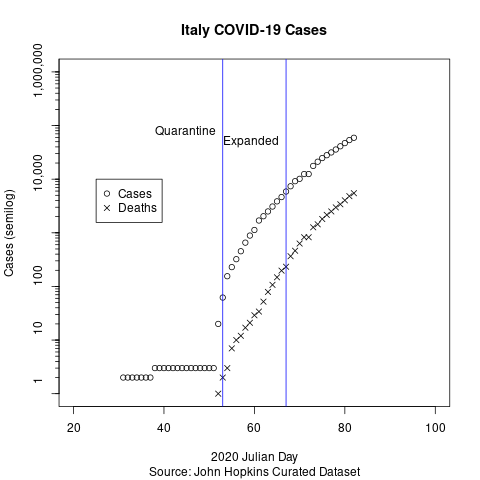 Italy COVID-19 Cases
1,000,000
10,000
100
10
1
Cases (semilog)
Quarantine
Expanded
Cases
Deaths
20 40 60 80 100
2020 Julian Day
Source: John Hopkins Curated Dataset